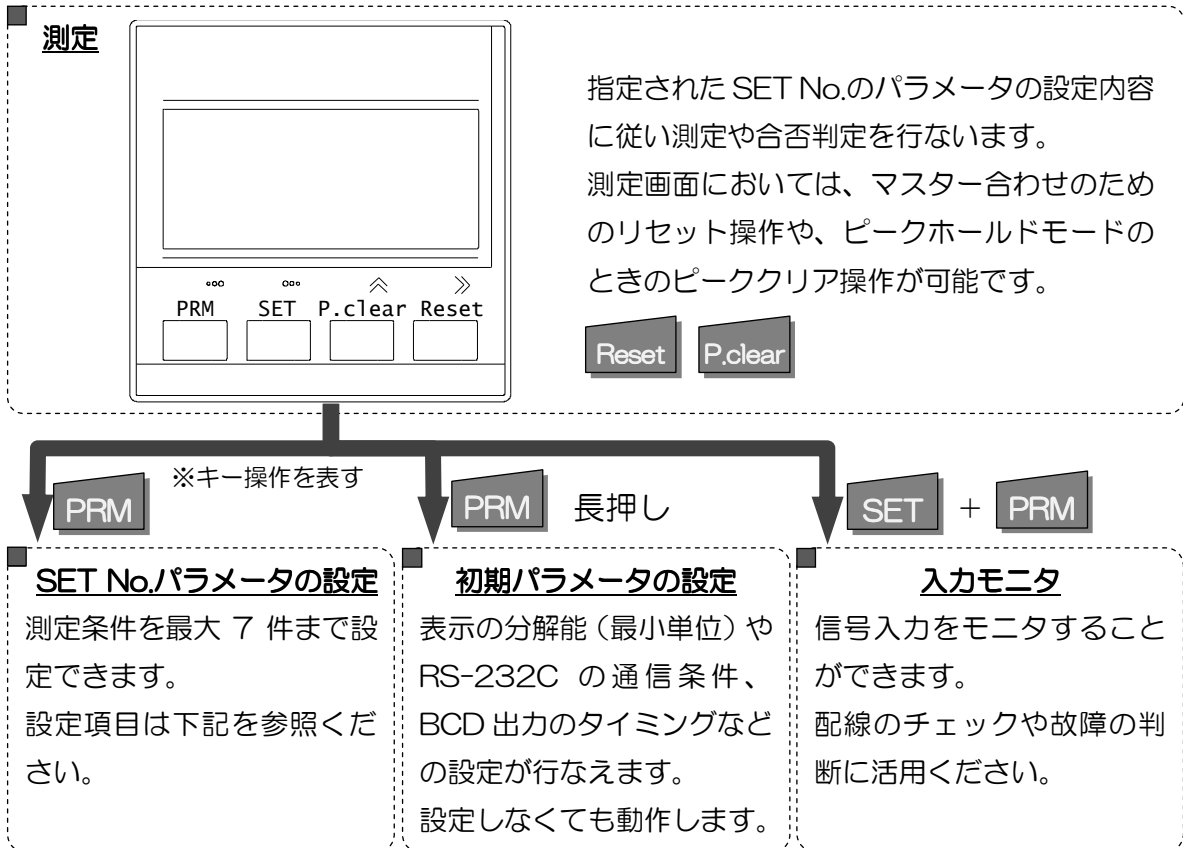 測定
指定された SET No.のパラメータの設定内容
に従い測定や合否判定を行ないます。
測定画面においては、マスター合わせのため
のリセット操作や、ピークホールドモードの
ときのピーククリア操作が可能です。
PRM SET P.clear Reset
Reset P.clear
※キー操作を表す
PRM
PRM 長押し
SET + PRM
SET No.パラメータの設定
測定条件を最大 7 件まで設
定できます。
設定項目は下記を参照くだ
さい。
初期パラメータの設定
表示の分解能（最小単位）や
RS-232C の通信条件、
BCD 出力のタイミングなど
の設定が行なえます。
設定しなくても動作します。
入力モニタ
信号入力をモニタすること
ができます。
配線のチェックや故障の判
断に活用ください。